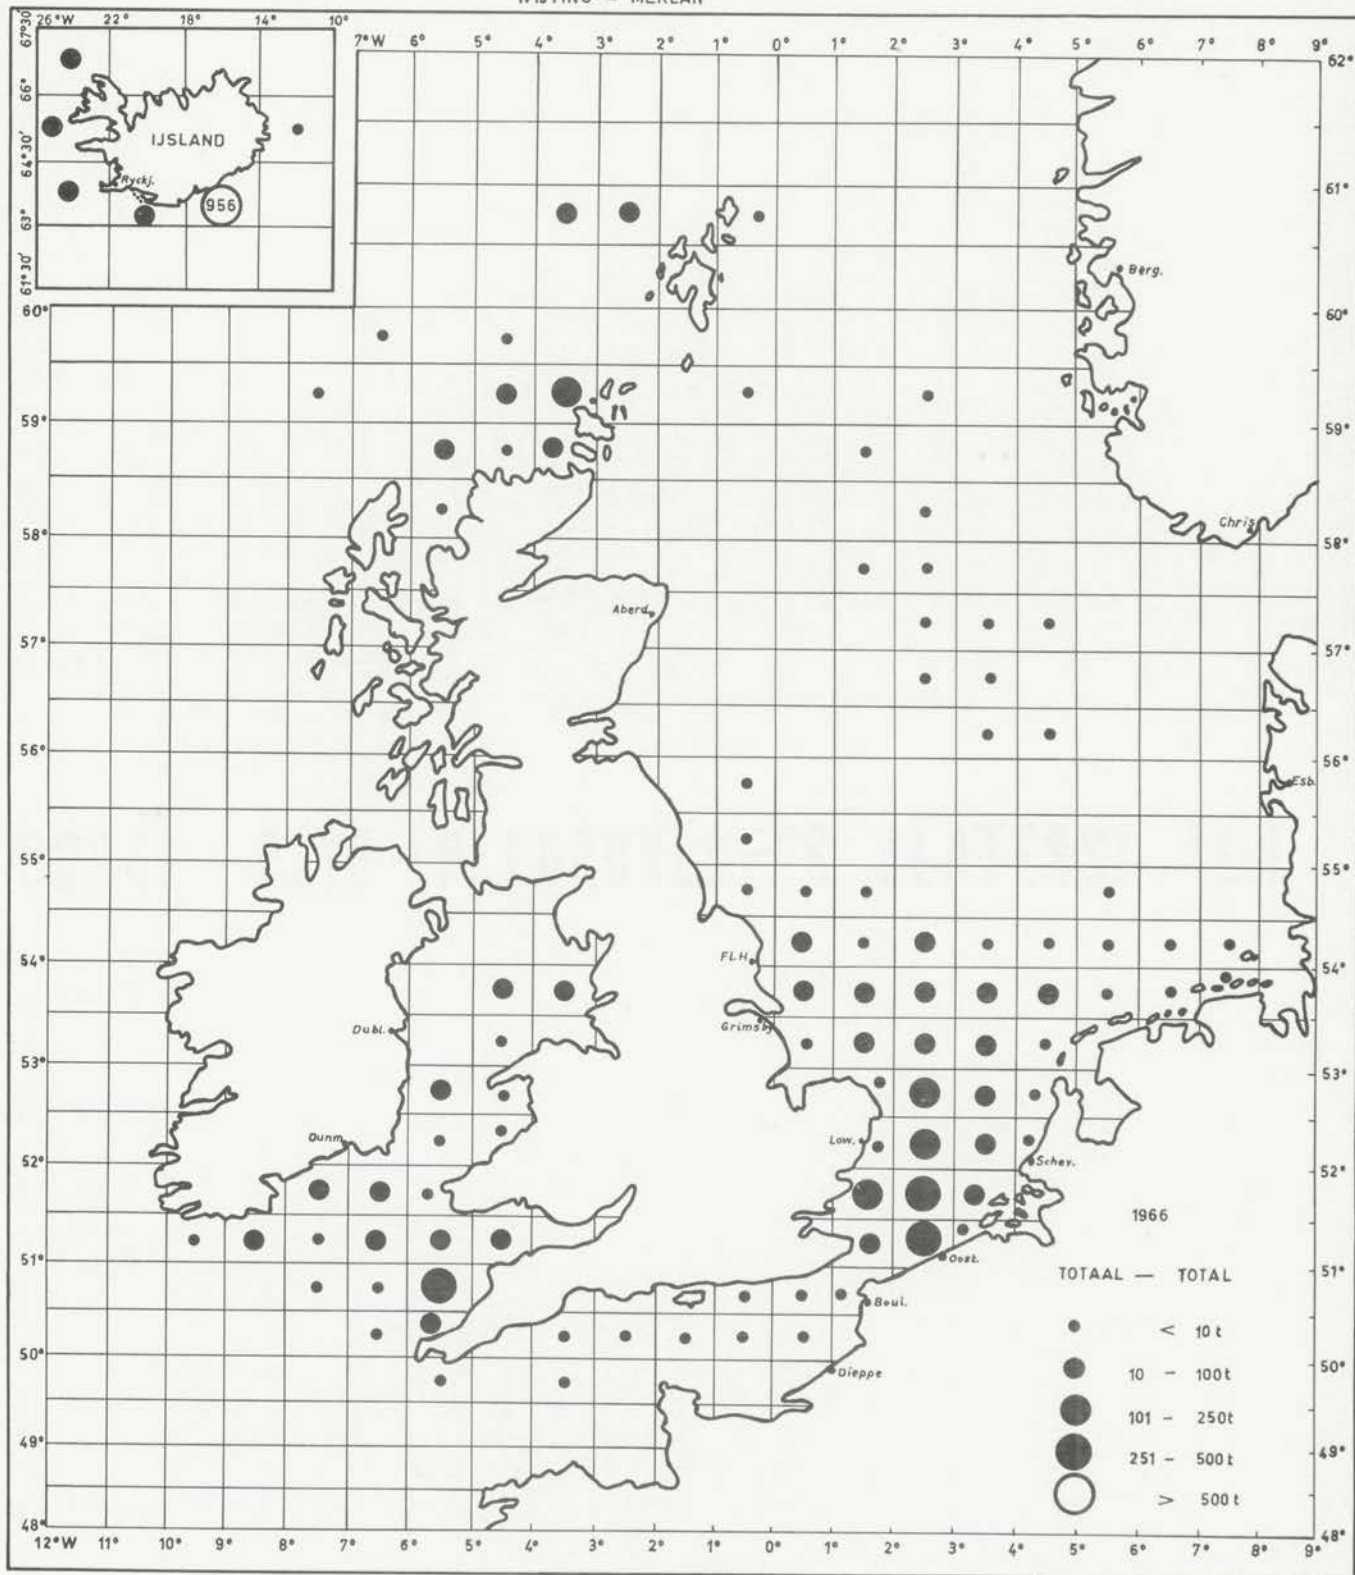 WIJTING - MERLAN
26°W 22° 18° 14° 10°
7°W 5° 4° 3° 2° 1° 0° 1° 2° 3° 4° 5° 6° 7° 8° 9°
67°30'
66°
64°30'
63°
61°30'
IJSLAND
Ryckj.
956
62°
61°
60°
59°
58°
57°
56°
55°
54°
53°
52°
51°
50°
49°
48°
60°
59°
58°
57°
56°
55°
54°
53°
52°
51°
50°
49°
48°
Berg.
Chris
Aberd.
Esb.
FLH.
Grimsby
Dubl.
Dunm.
Low.
Schev.
Oost.
Boul.
Dieppe
1966
TOTAAL — TOTAL
< 10 t
10 - 100 t
101 - 250 t
251 - 500 t
> 500 t
12°W 11° 10° 9° 8° 6° 5° 4° 3° 2° 1° 0° 1° 2° 3° 4° 5° 6° 7° 8° 9°